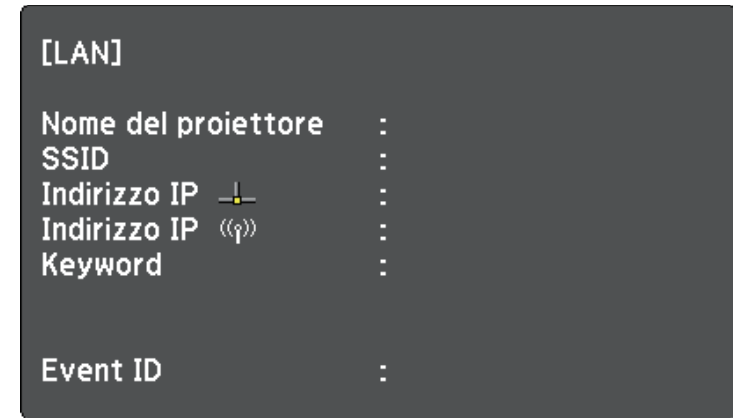 [LAN]
Nome del proiettore :
SSID :
Indirizzo IP :
Indirizzo IP :
Keyword :
Event ID :